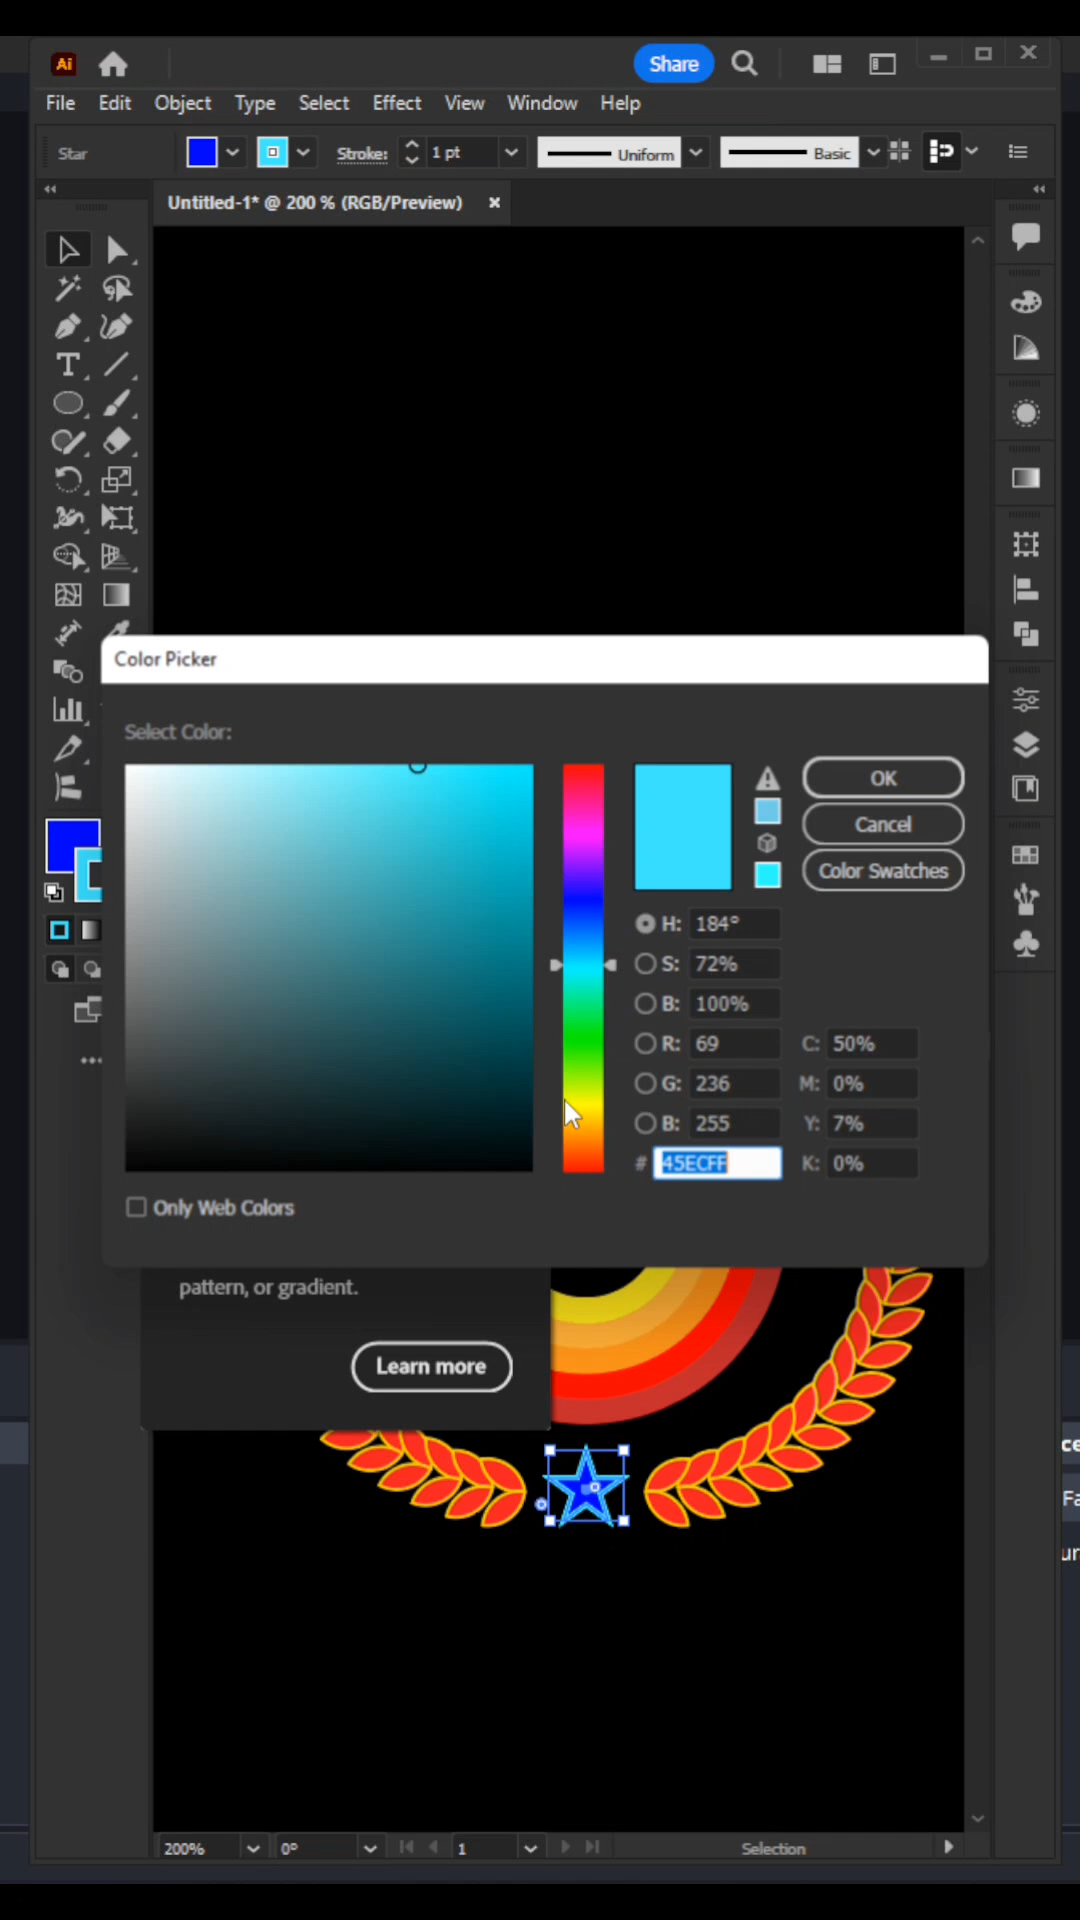 Ai
Share
File Edit Object Type Select Effect View Window Help
Star Stroke: 1 pt Uniform Basic
Untitled-1* @ 200 % (RGB/Preview) ×
Color Picker
Select Color:
OK
Cancel
Color Swatches
H: 184°
S: 72%
B: 100%
R: 69 C: 50%
G: 236 M: 0%
B: 255 Y: 7%
# 45ECFF K: 0%
Only Web Colors
pattern, or gradient.
Learn more
200% 0° 1 Selection